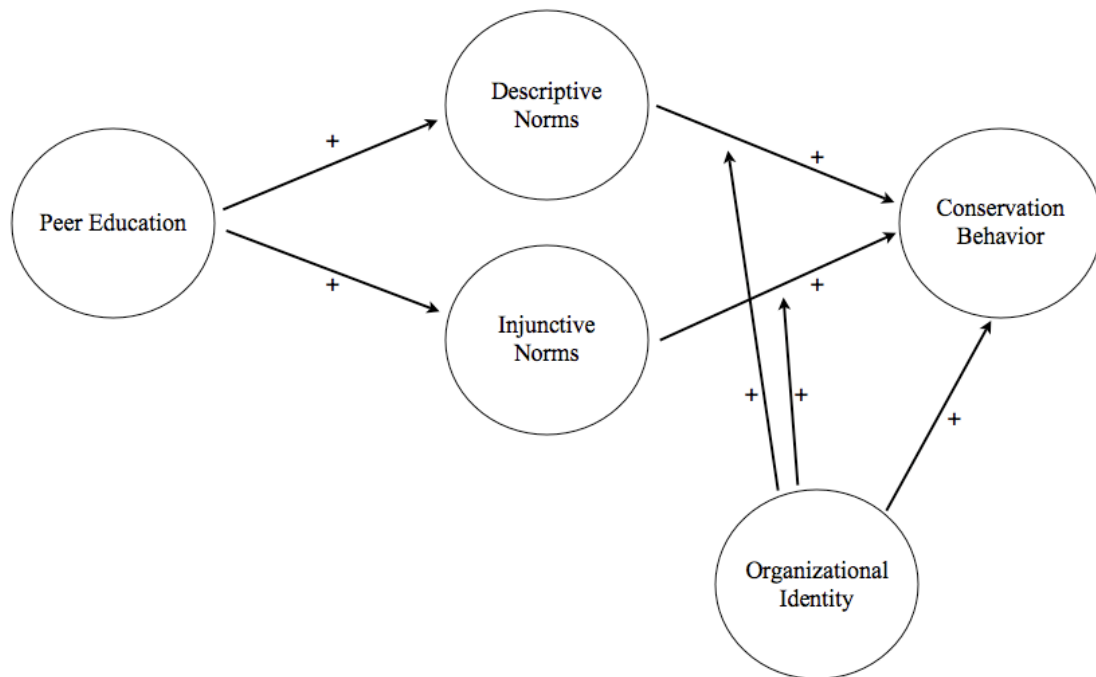 Descriptive
Norms
+
+
Peer Education
Conservation
Behavior
+
+
Injunctive
Norms
+
+
+
Organizational
Identity